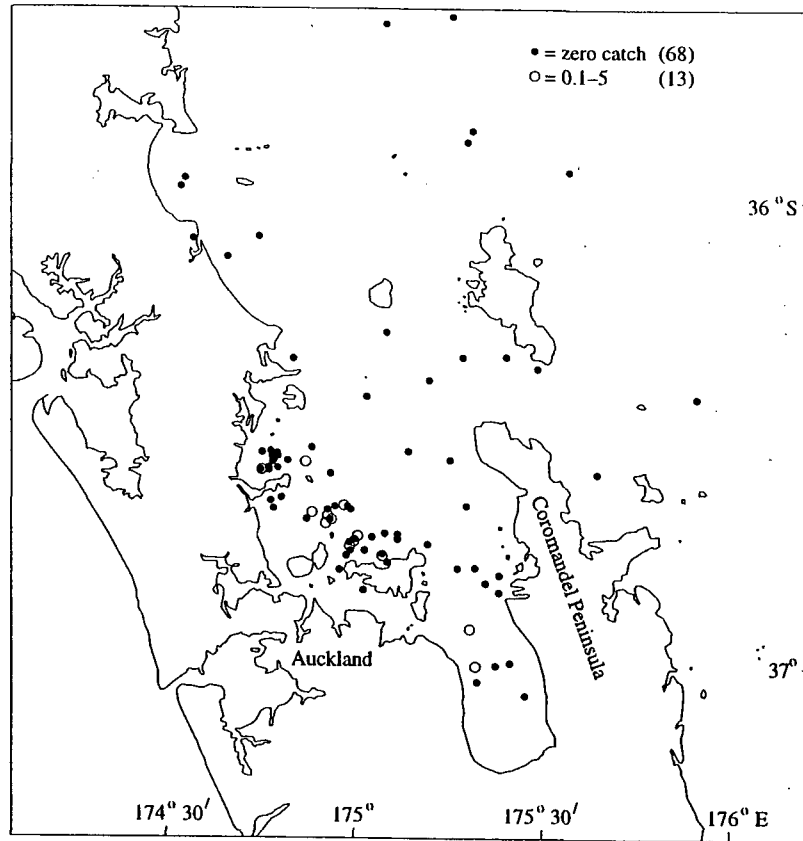 • = zero catch (68)
○ = 0.1–5 (13)
36 °S
Coromandel Peninsula
Auckland
37°
174° 30′
175°
175° 30′
176° E